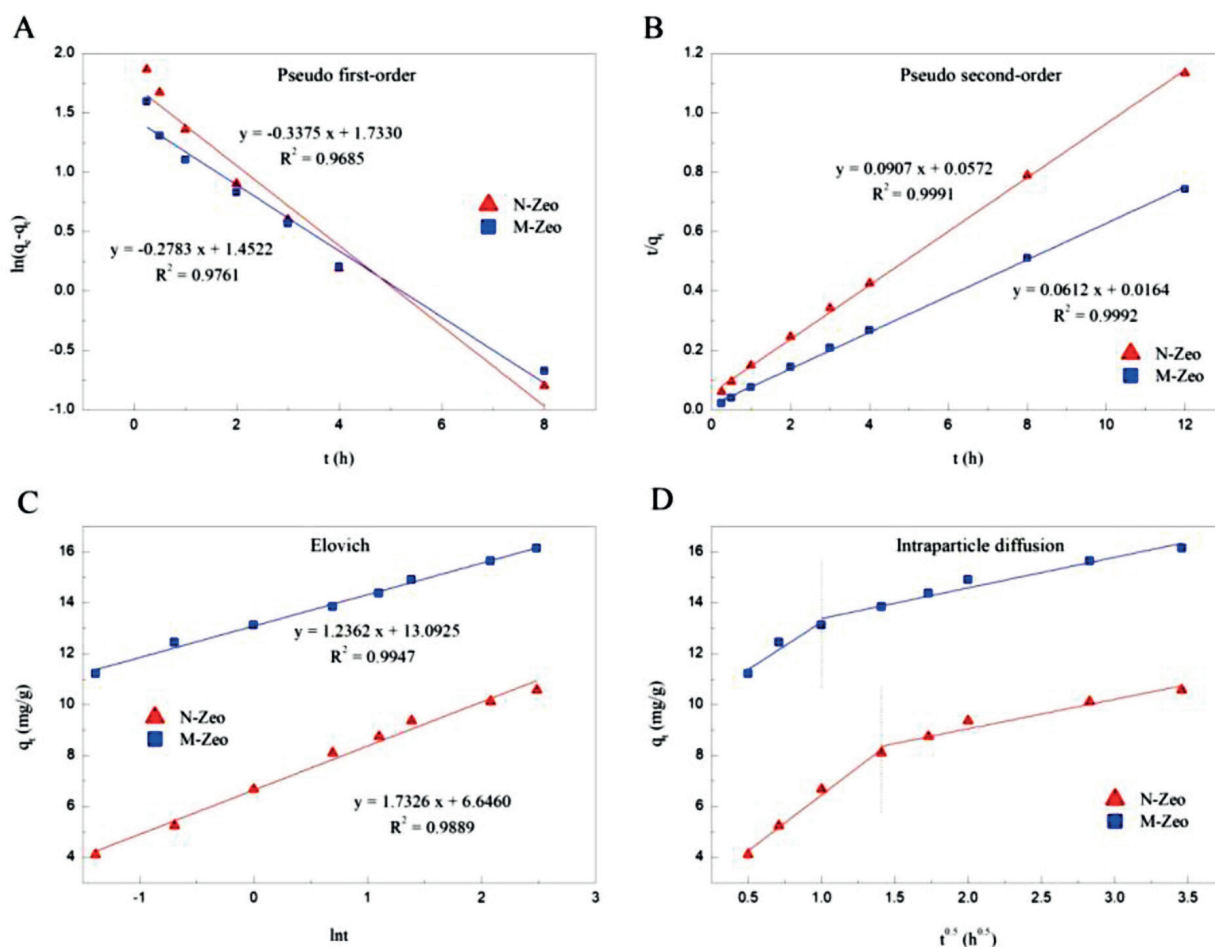 A
Pseudo first-order
2.0
1.5
1.0
0.5
0.0
-0.5
-1.0
ln(qe-qt)
y = -0.3375 x + 1.7330
R² = 0.9685
N-Zeo
M-Zeo
y = -0.2783 x + 1.4522
R² = 0.9761
0 2 4 6 8
t (h)
B
Pseudo second-order
1.2
1.0
0.8
0.6
0.4
0.2
0.0
t/qt
y = 0.0907 x + 0.0572
R² = 0.9991
y = 0.0612 x + 0.0164
R² = 0.9992
N-Zeo
M-Zeo
0 2 4 6 8 10 12
t (h)
C
Elovich
16
14
12
10
8
6
4
qt (mg/g)
y = 1.2362 x + 13.0925
R² = 0.9947
N-Zeo
M-Zeo
y = 1.7326 x + 6.6460
R² = 0.9889
-1 0 1 2 3
lnt
D
Intraparticle diffusion
16
14
12
10
8
6
4
qt (mg/g)
N-Zeo
M-Zeo
0.5 1.0 1.5 2.0 2.5 3.0 3.5
t^0.5 (h^0.5)